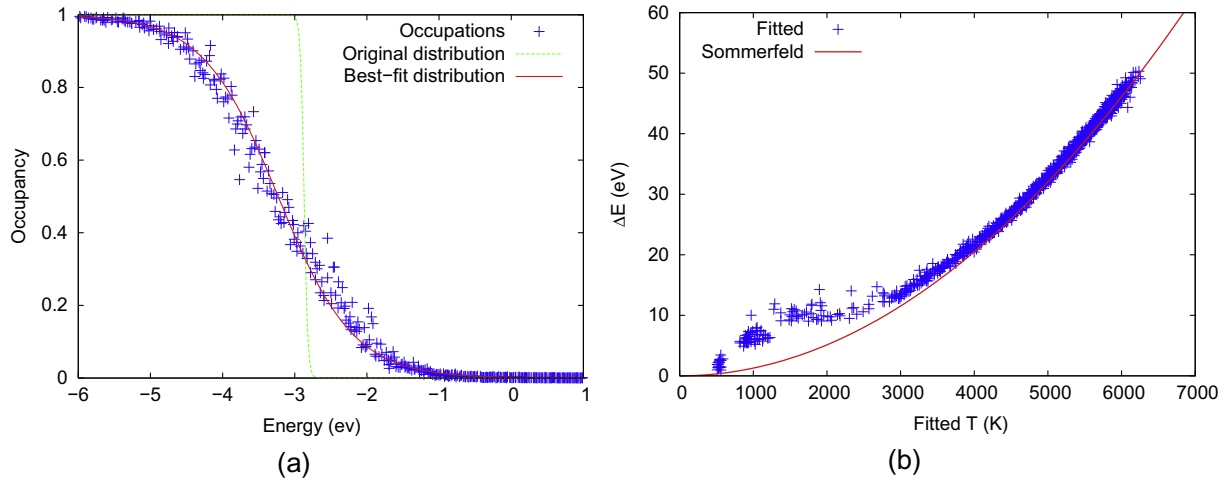 1
0.8
0.6
0.4
0.2
0
Occupancy
−6 −5 −4 −3 −2 −1 0 1
Energy (ev)
Occupations
Original distribution
Best−fit distribution
(a)
60
50
40
30
20
10
0
ΔE (eV)
0 1000 2000 3000 4000 5000 6000 7000
Fitted T (K)
Fitted
Sommerfeld
(b)